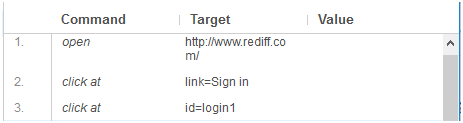 Command Target Value
1. open http://www.rediff.co
m/
2. click at link=Sign in
3. click at id=login1